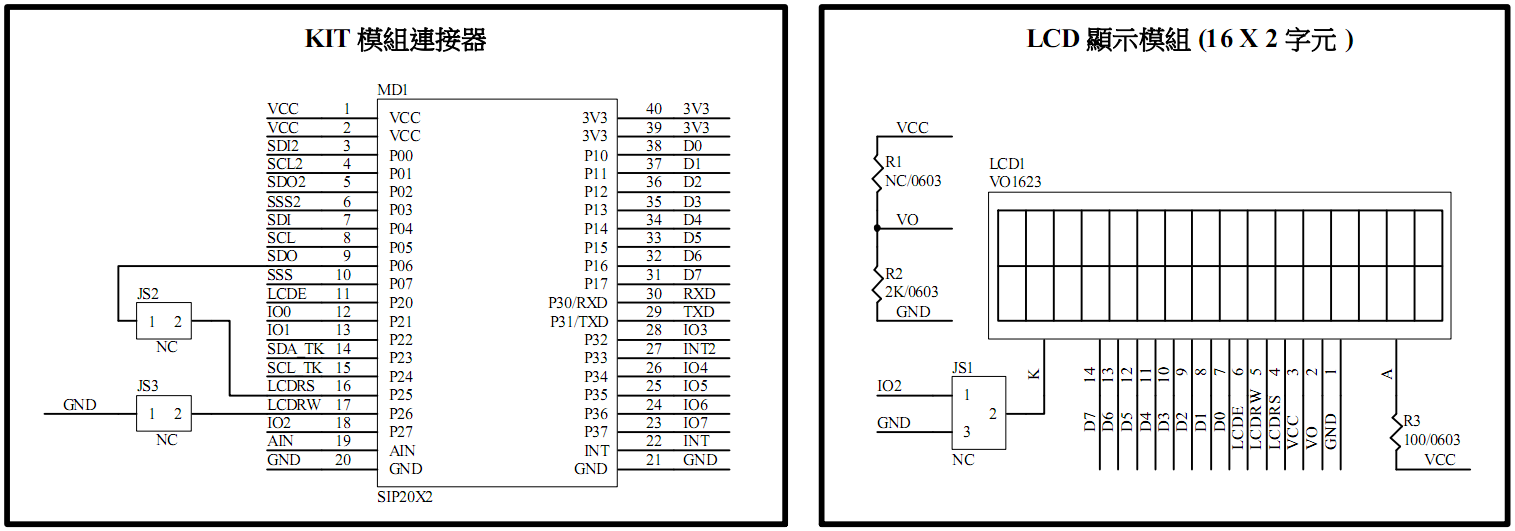 KIT 模組連接器
MD1
VCC 1 VCC 3V3 40 3V3
VCC 2 VCC 3V3 39 3V3
SDI2 3 P00 P10 38 D0
SCL2 4 P01 P11 37 D1
SDO2 5 P02 P12 36 D2
SSS2 6 P03 P13 35 D3
SDI 7 P04 P14 34 D4
SCL 8 P05 P15 33 D5
SDO 9 P06 P16 32 D6
SSS 10 P07 P17 31 D7
LCDE 11 P20 P30/RXD 30 RXD
IO0 12 P21 P31/TXD 29 TXD
IO1 13 P22 P32 28 IO3
SDA_TK 14 P23 P33 27 INT2
SCL_TK 15 P24 P34 26 IO4
LCDRS 16 P25 P35 25 IO5
LCDRW 17 P26 P36 24 IO6
IO2 18 P27 P37 23 IO7
AIN 19 AIN INT 22 INT
GND 20 GND GND 21 GND
SIP20X2
JS2
1 2
NC
JS3
GND 1 2
NC
LCD 顯示模組 (16 X 2 字元 )
VCC
R1
NC/0603
VO
R2
2K/0603
GND
LCD1
VO1623
JS1
IO2 1
2
GND 3
NC
K
D7 14
D6 13
D5 12
D4 11
D3 10
D2 9
D1 8
D0 7
LCDE 6
LCDRW 5
LCDRS 4
VCC 3
VO 2
GND 1
A
R3
100/0603
VCC